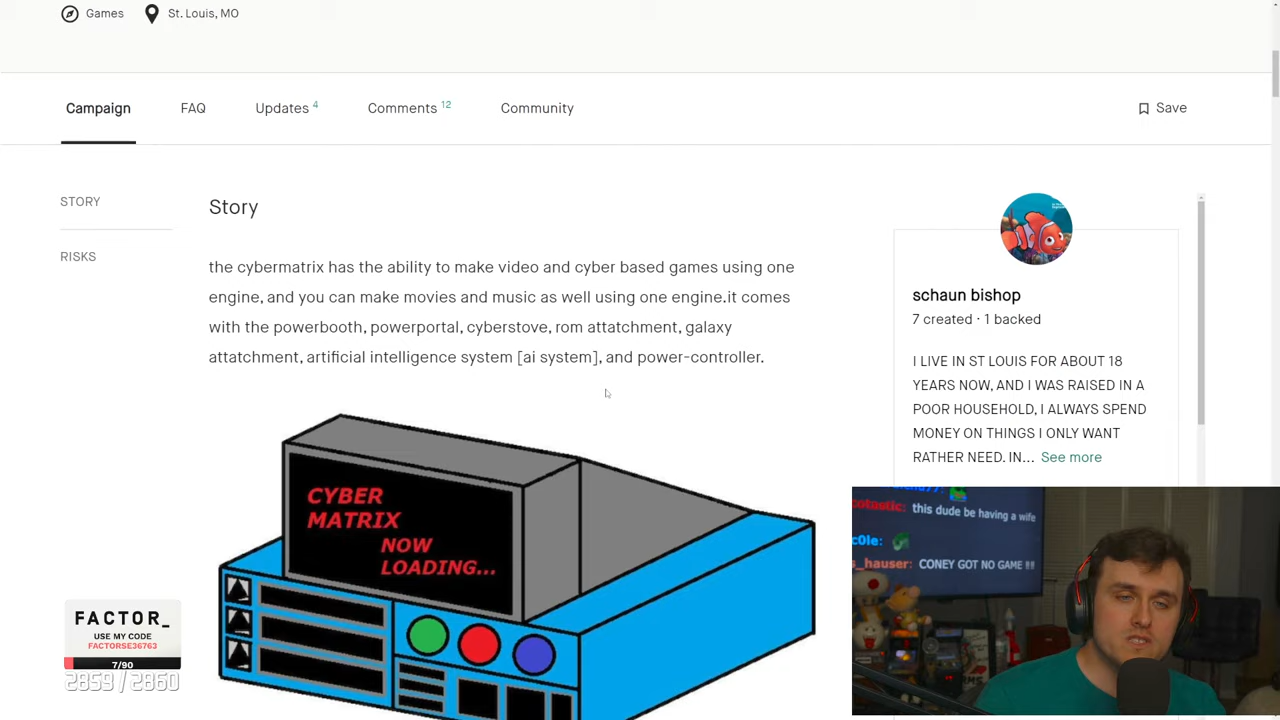 Games
St. Louis, MO
Campaign
FAQ
Updates 4
Comments 12
Community
Save
STORY
RISKS
Story
the cybermatrix has the ability to make video and cyber based games using one
engine, and you can make movies and music as well using one engine.it comes
with the powerbooth, powerportal, cyberstove, rom attatchment, galaxy
attatchment, artificial intelligence system [ai system], and power-controller.
CYBER
MATRIX
NOW
LOADING...
schaun bishop
7 created · 1 backed
I LIVE IN ST LOUIS FOR ABOUT 18
YEARS NOW, AND I WAS RAISED IN A
POOR HOUSEHOLD, I ALWAYS SPEND
MONEY ON THINGS I ONLY WANT
RATHER NEED. IN... See more
this dude be having a wife
CONEY GOT NO GAME !!!
FACTOR_
USE MY CODE
FACTORSE36763
7/90
2859 / 2860